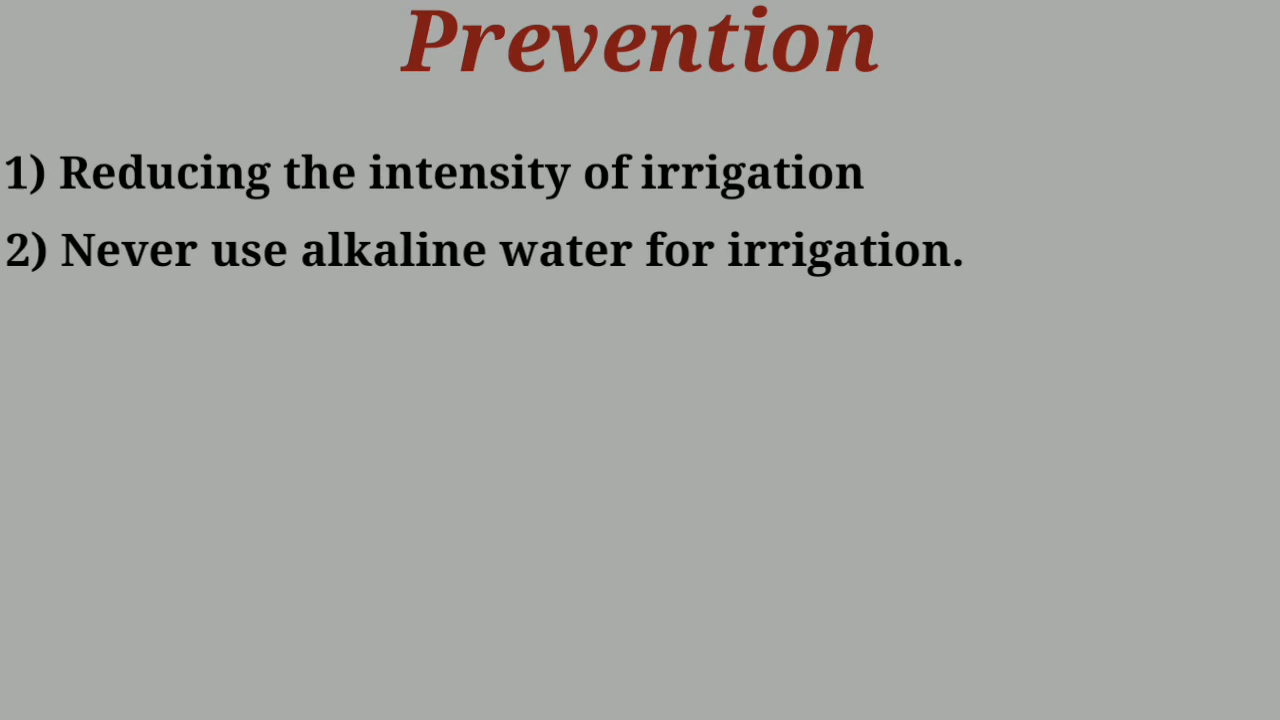 Prevention
1) Reducing the intensity of irrigation
2) Never use alkaline water for irrigation.